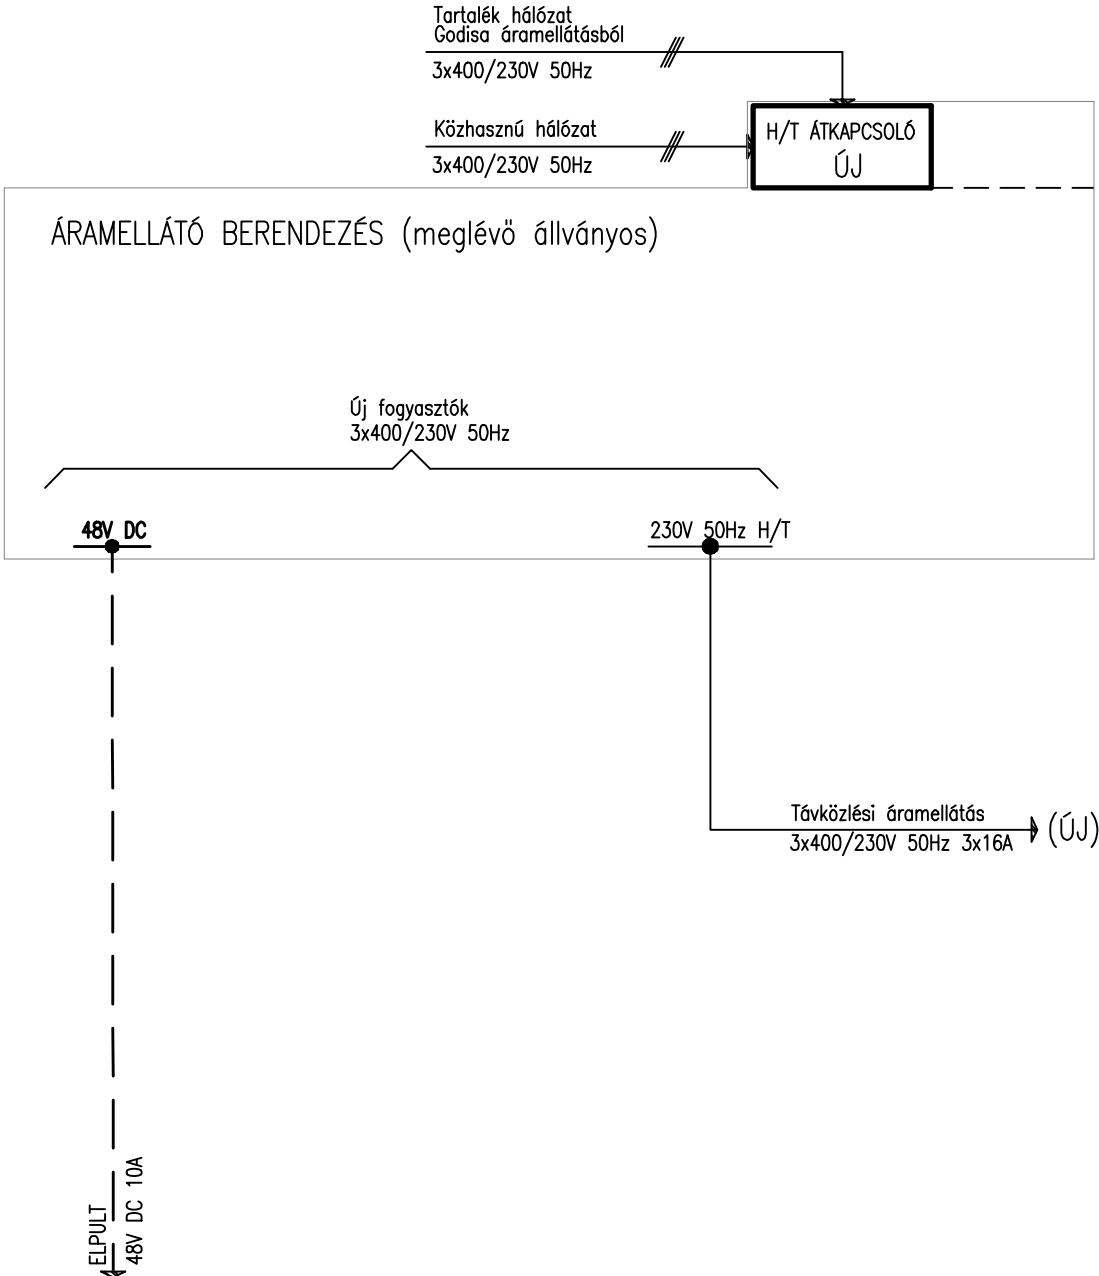 Tartalék hálózat
Godisa áramellátásból
3x400/230V 50Hz
Közhasznú hálózat
3x400/230V 50Hz
H/T ÁTKAPCSOLÓ
ÚJ
ÁRAMELLÁTÓ BERENDEZÉS (meglévö állványos)
Új fogyasztók
3x400/230V 50Hz
48V DC
230V 50Hz H/T
Távközlési áramellátás
3x400/230V 50Hz 3x16A
(ÚJ)
ELPULT
48V DC 10A